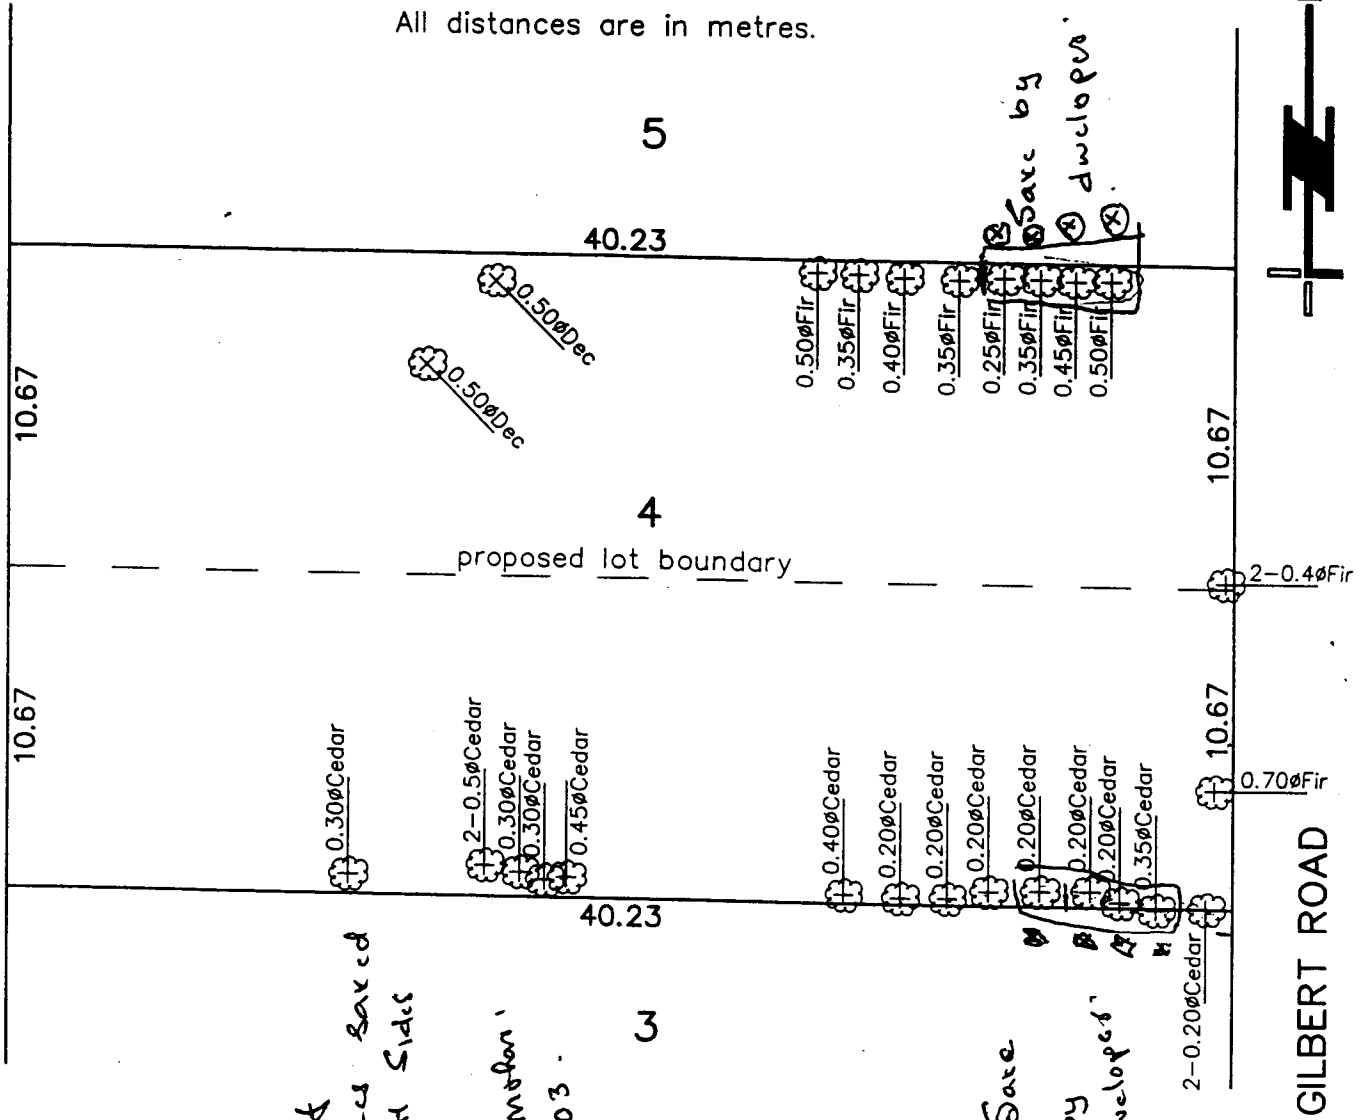 All distances are in metres.
5
by
40.23
0.50øDec
0.50øDec
0.50øFir
0.35øFir
0.40øFir
0.35øFir
0.25øFir
0.35øFir
0.45øFir
0.50øFir
10.67
10.67
4
proposed lot boundary
2-0.4øFir
10.67
10.67
0.70øFir
0.30øCedar
2-0.5øCedar
0.30øCedar
0.30øCedar
0.45øCedar
0.40øCedar
0.20øCedar
0.20øCedar
0.20øCedar
0.20øCedar
0.20øCedar
0.20øCedar
0.35øCedar
40.23
2-0.20øCedar
3
Sides
03.
by
GILBERT ROAD